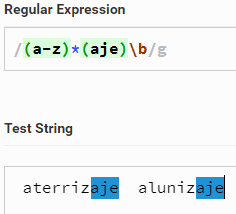 Regular Expression
/(a-z)*(aje)\b/g
Test String
aterrizaje  alunizaje